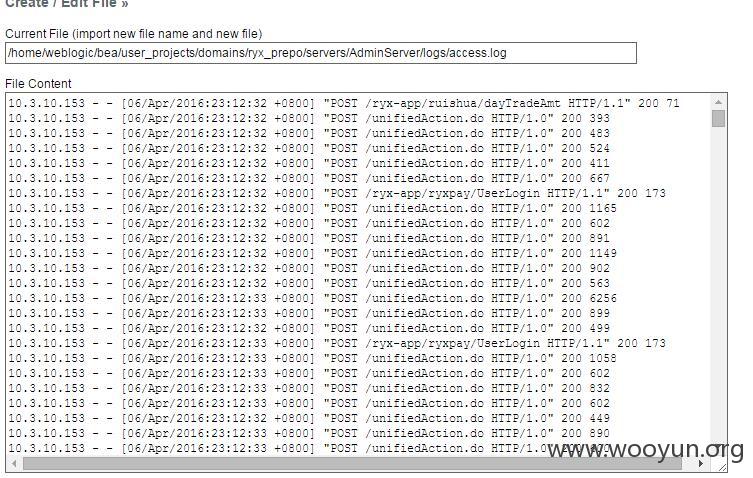 Create / Edit File »
Current File (import new file name and new file)
/home/weblogic/bea/user_projects/domains/ryx_prepo/servers/AdminServer/logs/access.log
File Content
10.3.10.153 - - [06/Apr/2016:23:12:32 +0800] "POST /ryx-app/ruishua/dayTradeAmt HTTP/1.1" 200 71
10.3.10.153 - - [06/Apr/2016:23:12:32 +0800] "POST /unifiedAction.do HTTP/1.0" 200 393
10.3.10.153 - - [06/Apr/2016:23:12:32 +0800] "POST /unifiedAction.do HTTP/1.0" 200 483
10.3.10.153 - - [06/Apr/2016:23:12:32 +0800] "POST /unifiedAction.do HTTP/1.0" 200 524
10.3.10.153 - - [06/Apr/2016:23:12:32 +0800] "POST /unifiedAction.do HTTP/1.0" 200 411
10.3.10.153 - - [06/Apr/2016:23:12:32 +0800] "POST /unifiedAction.do HTTP/1.0" 200 667
10.3.10.153 - - [06/Apr/2016:23:12:32 +0800] "POST /ryx-app/ryxpay/UserLogin HTTP/1.1" 200 173
10.3.10.153 - - [06/Apr/2016:23:12:32 +0800] "POST /unifiedAction.do HTTP/1.0" 200 1165
10.3.10.153 - - [06/Apr/2016:23:12:32 +0800] "POST /unifiedAction.do HTTP/1.0" 200 602
10.3.10.153 - - [06/Apr/2016:23:12:32 +0800] "POST /unifiedAction.do HTTP/1.0" 200 891
10.3.10.153 - - [06/Apr/2016:23:12:32 +0800] "POST /unifiedAction.do HTTP/1.0" 200 1149
10.3.10.153 - - [06/Apr/2016:23:12:32 +0800] "POST /unifiedAction.do HTTP/1.0" 200 902
10.3.10.153 - - [06/Apr/2016:23:12:32 +0800] "POST /unifiedAction.do HTTP/1.0" 200 563
10.3.10.153 - - [06/Apr/2016:23:12:33 +0800] "POST /unifiedAction.do HTTP/1.0" 200 6256
10.3.10.153 - - [06/Apr/2016:23:12:33 +0800] "POST /unifiedAction.do HTTP/1.0" 200 899
10.3.10.153 - - [06/Apr/2016:23:12:33 +0800] "POST /unifiedAction.do HTTP/1.0" 200 499
10.3.10.153 - - [06/Apr/2016:23:12:33 +0800] "POST /ryx-app/ryxpay/UserLogin HTTP/1.1" 200 173
10.3.10.153 - - [06/Apr/2016:23:12:33 +0800] "POST /unifiedAction.do HTTP/1.0" 200 1058
10.3.10.153 - - [06/Apr/2016:23:12:33 +0800] "POST /unifiedAction.do HTTP/1.0" 200 602
10.3.10.153 - - [06/Apr/2016:23:12:33 +0800] "POST /unifiedAction.do HTTP/1.0" 200 832
10.3.10.153 - - [06/Apr/2016:23:12:33 +0800] "POST /unifiedAction.do HTTP/1.0" 200 602
10.3.10.153 - - [06/Apr/2016:23:12:32 +0800] "POST /unifiedAction.do HTTP/1.0" 200 449
10.3.10.153 - - [06/Apr/2016:23:12:33 +0800] "POST /unifiedAction.do HTTP/1.0" 200 890
10.3.10.153 - - [06/Apr/2016:23:12:33 +0800] "POST /unifiedAction.do HTTP/1.0"
www.wooyun.org